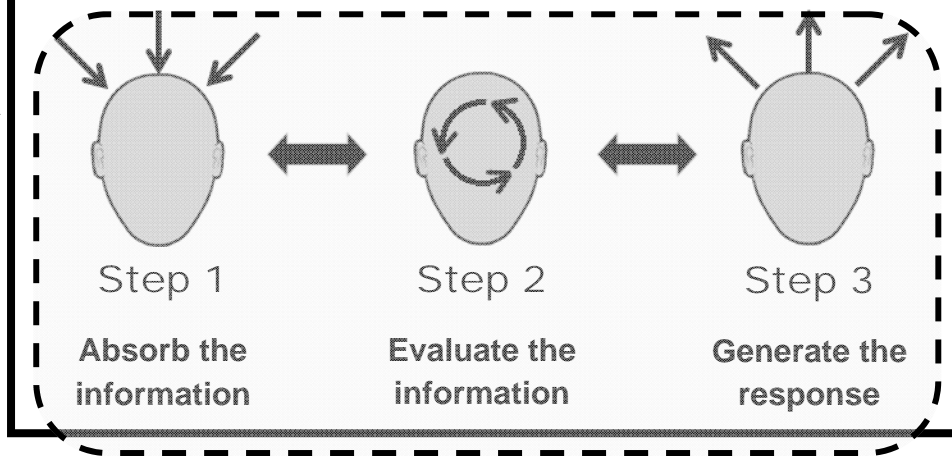 Step 1
Step 2
Step 3
Absorb the
information
Evaluate the
information
Generate the
response